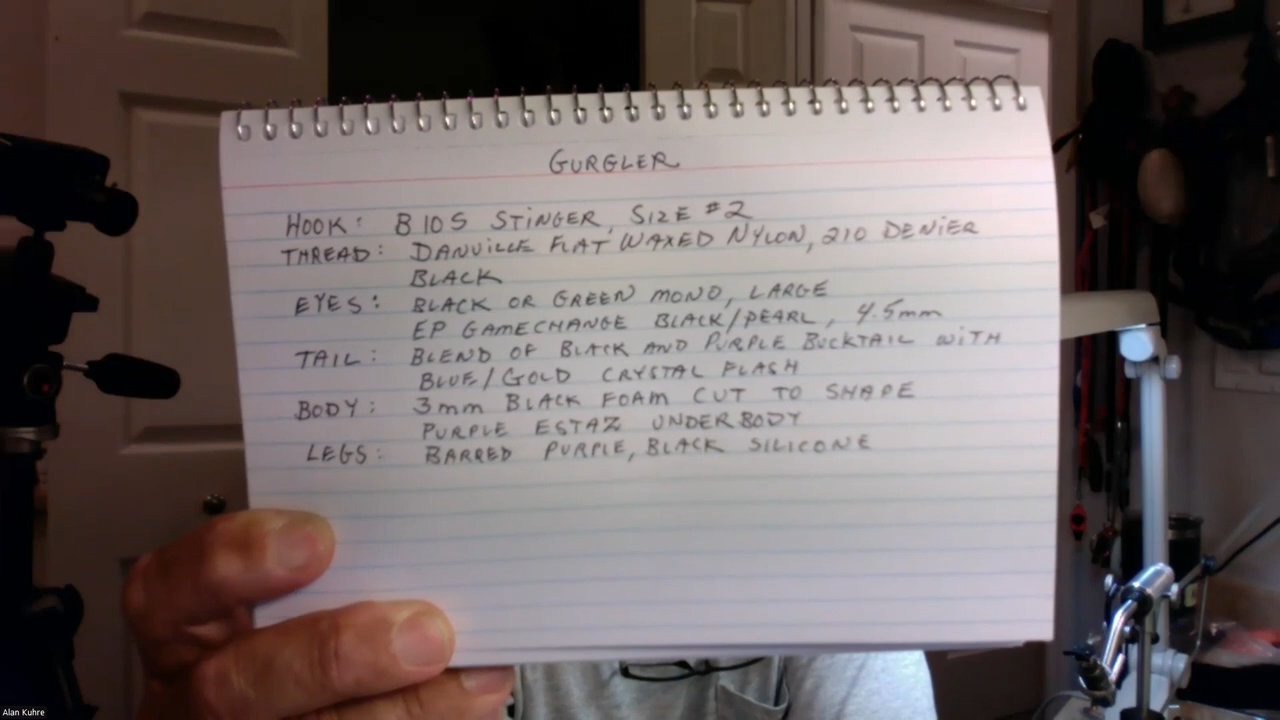 GURGLER
HOOK: B10S STINGER, SIZE #2
THREAD: DANVILLE FLAT WAXED NYLON, 210 DENIER
BLACK
EYES: BLACK OR GREEN MONO, LARGE
EP GAMECHANGE BLACK/PEARL, 4.5mm
TAIL: BLEND OF BLACK AND PURPLE BUCKTAIL WITH
BLUE/GOLD CRYSTAL FLASH
BODY: 3mm BLACK FOAM CUT TO SHAPE
PURPLE ESTAZ UNDERBODY
LEGS: BARRED PURPLE, BLACK SILICONE
Alan Kuhre